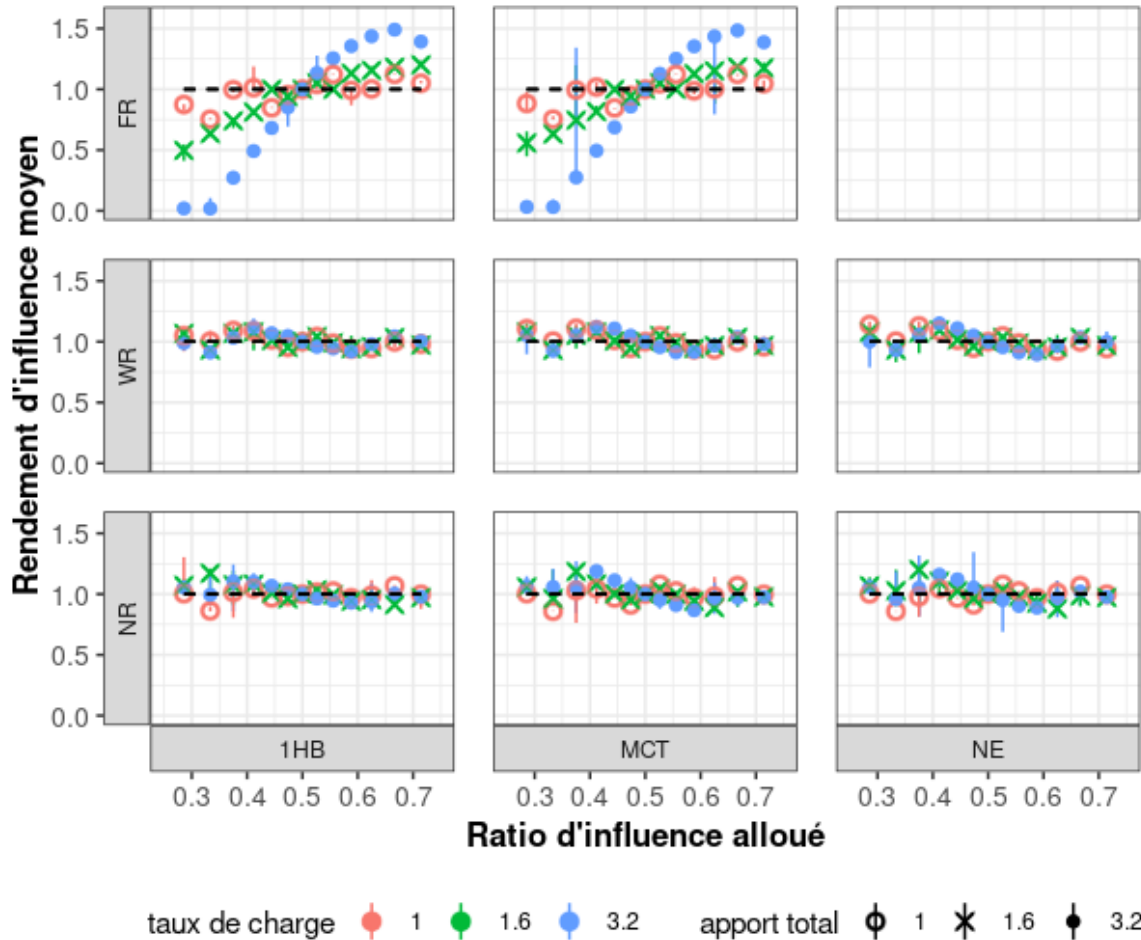 Rendement d'influence moyen
FR
1.5
1.0
0.5
0.0
WR
1.5
1.0
0.5
0.0
NR
1.5
1.0
0.5
0.0
1HB MCT NE
0.3 0.4 0.5 0.6 0.7 0.3 0.4 0.5 0.6 0.7 0.3 0.4 0.5 0.6 0.7
Ratio d'influence alloué
taux de charge 1 1.6 3.2 apport total 1 1.6 3.2